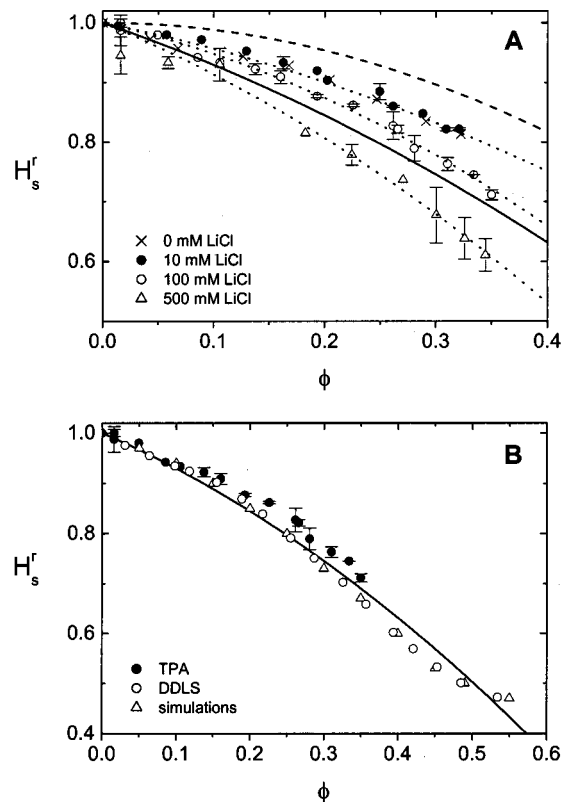 A
1.0
0.8
0.6
H_s^r
× 0 mM LiCl
● 10 mM LiCl
○ 100 mM LiCl
△ 500 mM LiCl
0.0 0.1 0.2 0.3 0.4
ϕ
B
1.0
0.8
0.6
0.4
H_s^r
● TPA
○ DDLS
△ simulations
0.0 0.1 0.2 0.3 0.4 0.5 0.6
ϕ